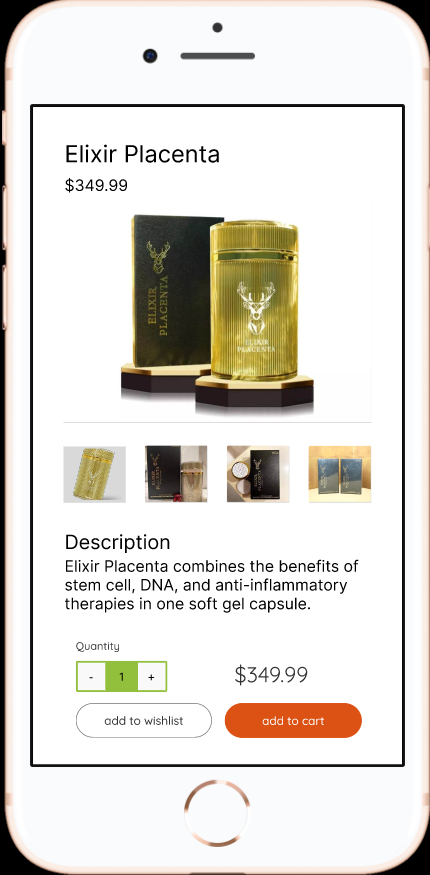 Elixir Placenta
$349.99
ELIXIR
PLACENTA
ELIXIR
PLACENTA
Description
Elixir Placenta combines the benefits of
stem cell, DNA, and anti-inflammatory
therapies in one soft gel capsule.
Quantity
- 1 +
$349.99
add to wishlist
add to cart